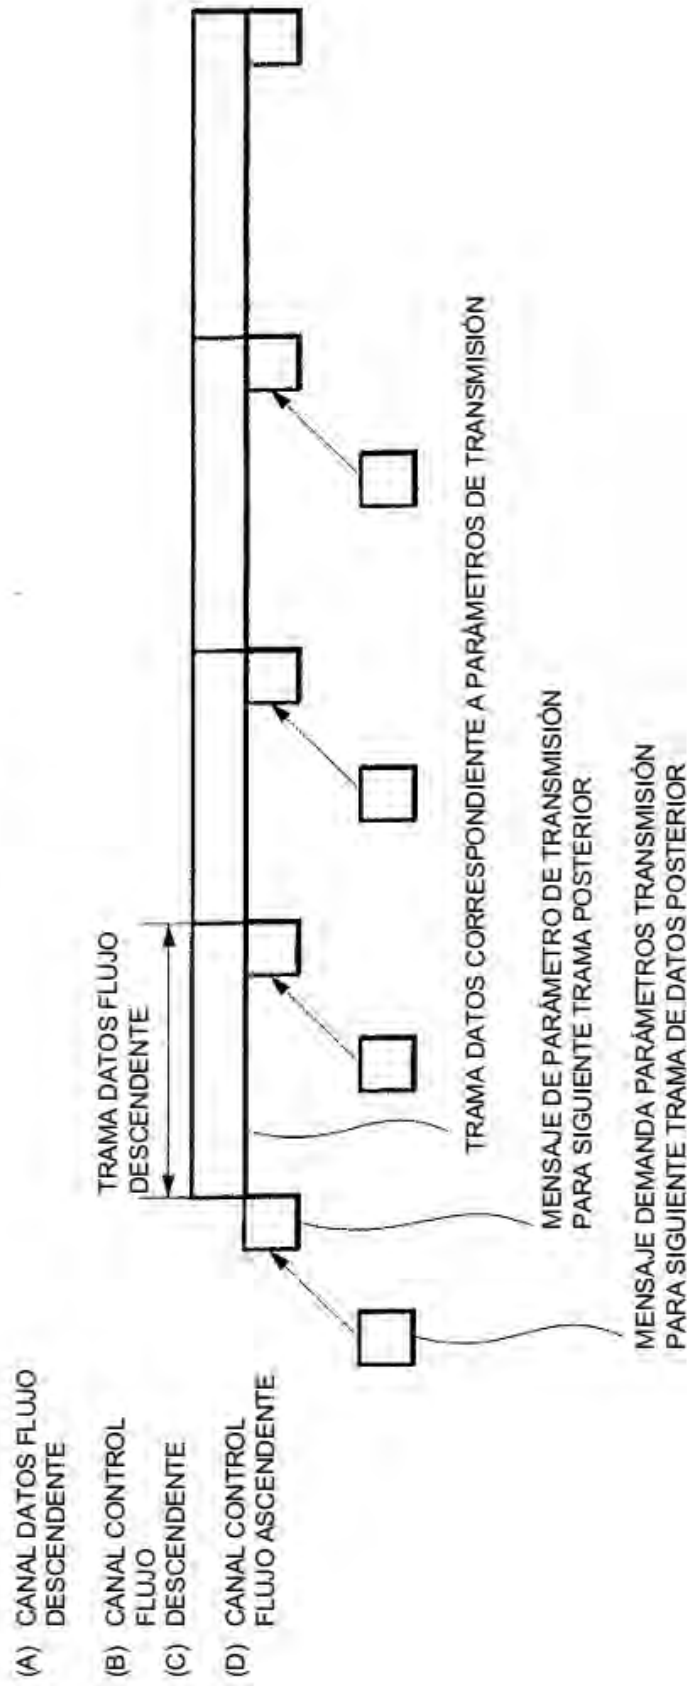 (A) CANAL DATOS FLUJO
DESCENDENTE
(B) CANAL CONTROL
FLUJO
(C) DESCENDENTE
(D) CANAL CONTROL
FLUJO ASCENDENTE
TRAMA DATOS FLUJO
DESCENDENTE
TRAMA DATOS CORRESPONDIENTE A PARÁMETROS DE TRANSMISIÓN
MENSAJE DE PARÁMETRO DE TRANSMISIÓN
PARA SIGUIENTE TRAMA POSTERIOR
MENSAJE DEMANDA PARÁMETROS TRANSMISIÓN
PARA SIGUIENTE TRAMA DE DATOS POSTERIOR